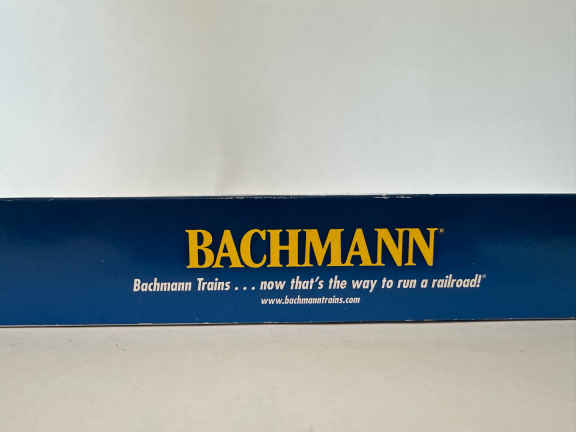 BACHMANN®
Bachmann Trains . . . now that's the way to run a railroad!®
www.bachmanntrains.com